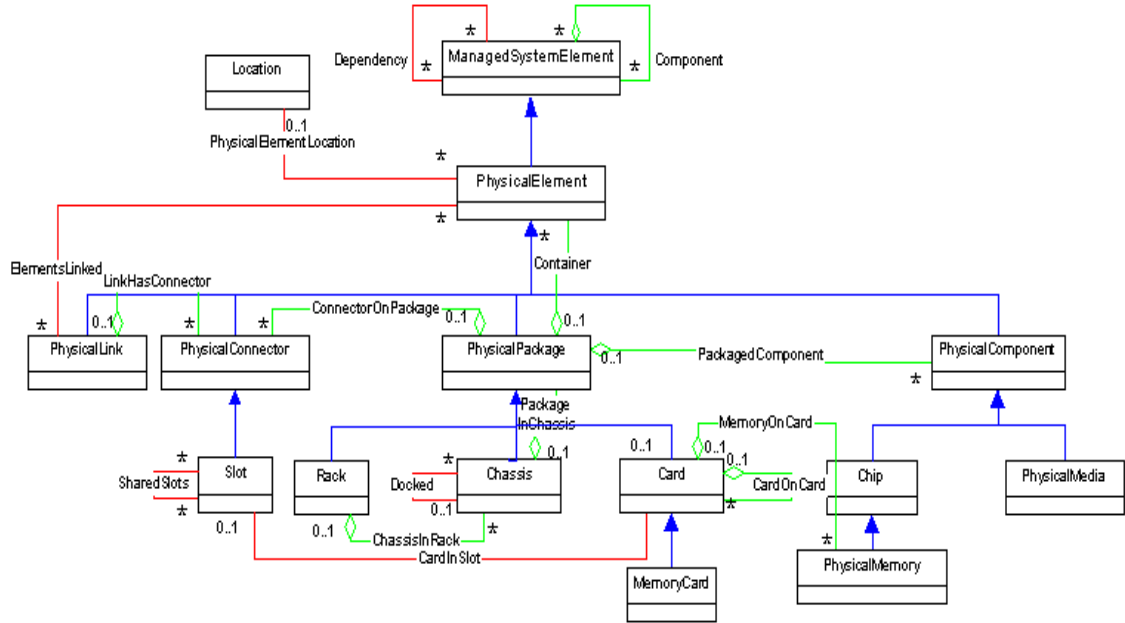 *
*
Dependency
ManagedSystemElement
Component
*
*
Location
0..1
PhysicalElementLocation
*
PhysicalElement
*
*
ElementsLinked
LinkHasConnector
Container
ConnectorOnPackage
*
0..1
*
*
0..1
0..1
PhysicalLink
PhysicalConnector
PhysicalPackage
PhysicalComponent
0..1
PackagedComponent
*
Package
InChassis
MemoryOnCard
*
0..1
0..1
0..1
*
0..1
Slot
Rack
Chassis
Card
Chip
PhysicalMedia
SharedSlots
Docked
CardOnCard
*
0..1
*
0..1
0..1
*
ChassisInRack
*
CardInSlot
PhysicalMemory
MemoryCard